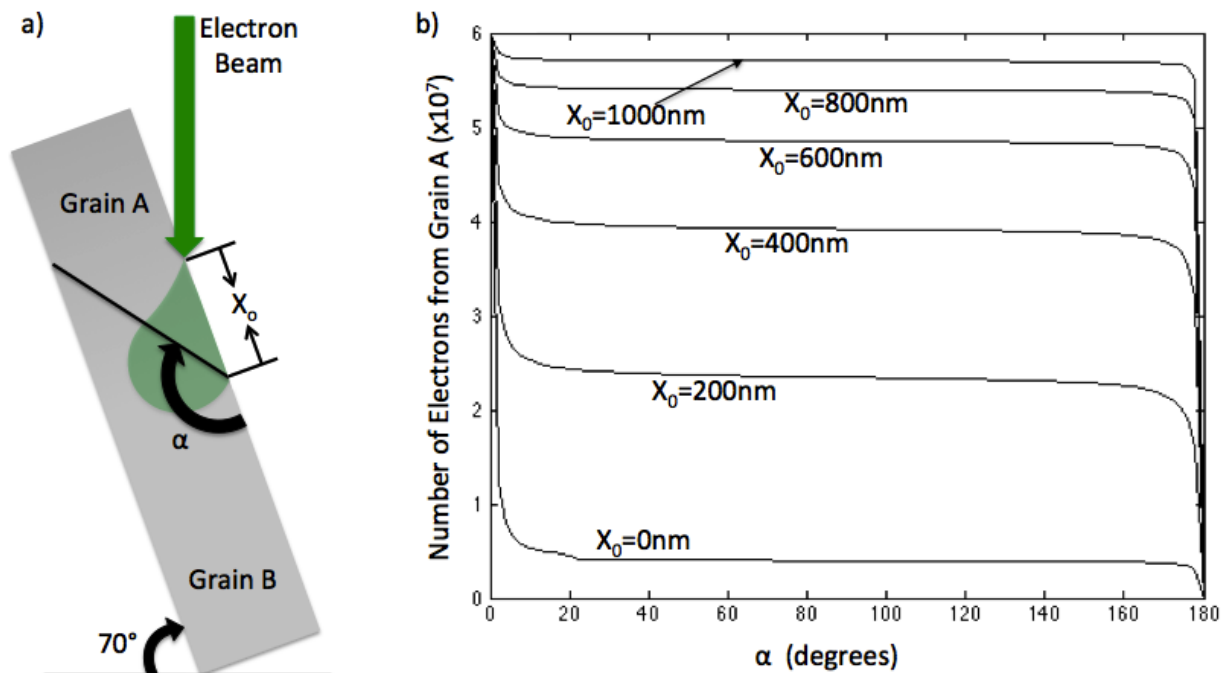 a)
Electron
Beam
Grain A
X₀
α
Grain B
70°
b)
Number of Electrons from Grain A (x10⁷)
6
5
4
3
2
1
0
X₀=1000nm
X₀=800nm
X₀=600nm
X₀=400nm
X₀=200nm
X₀=0nm
0 20 40 60 80 100 120 140 160 180
α (degrees)